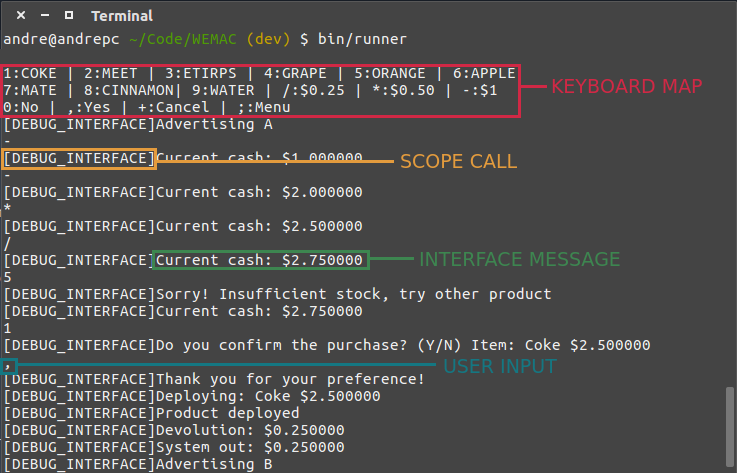 Terminal
andre@andrepc ~/Code/WEMAC (dev) $ bin/runner
1:COKE | 2:MEET | 3:ETIRPS | 4:GRAPE | 5:ORANGE | 6:APPLE
7:MATE | 8:CINNAMON| 9:WATER | /:$0.25 | *:$0.50 | -:$1
0:No | ,:Yes | +:Cancel | ;:Menu
KEYBOARD MAP
[DEBUG_INTERFACE]Advertising A
-
[DEBUG_INTERFACE]Current cash: $1.000000
SCOPE CALL
-
[DEBUG_INTERFACE]Current cash: $2.000000
*
[DEBUG_INTERFACE]Current cash: $2.500000
/
[DEBUG_INTERFACE]Current cash: $2.750000
INTERFACE MESSAGE
5
[DEBUG_INTERFACE]Sorry! Insufficient stock, try other product
[DEBUG_INTERFACE]Current cash: $2.750000
1
[DEBUG_INTERFACE]Do you confirm the purchase? (Y/N) Item: Coke $2.500000
,
USER INPUT
[DEBUG_INTERFACE]Thank you for your preference!
[DEBUG_INTERFACE]Deploying: Coke $2.500000
[DEBUG_INTERFACE]Product deployed
[DEBUG_INTERFACE]Devolution: $0.250000
[DEBUG_INTERFACE]System out: $0.250000
[DEBUG_INTERFACE]Advertising B